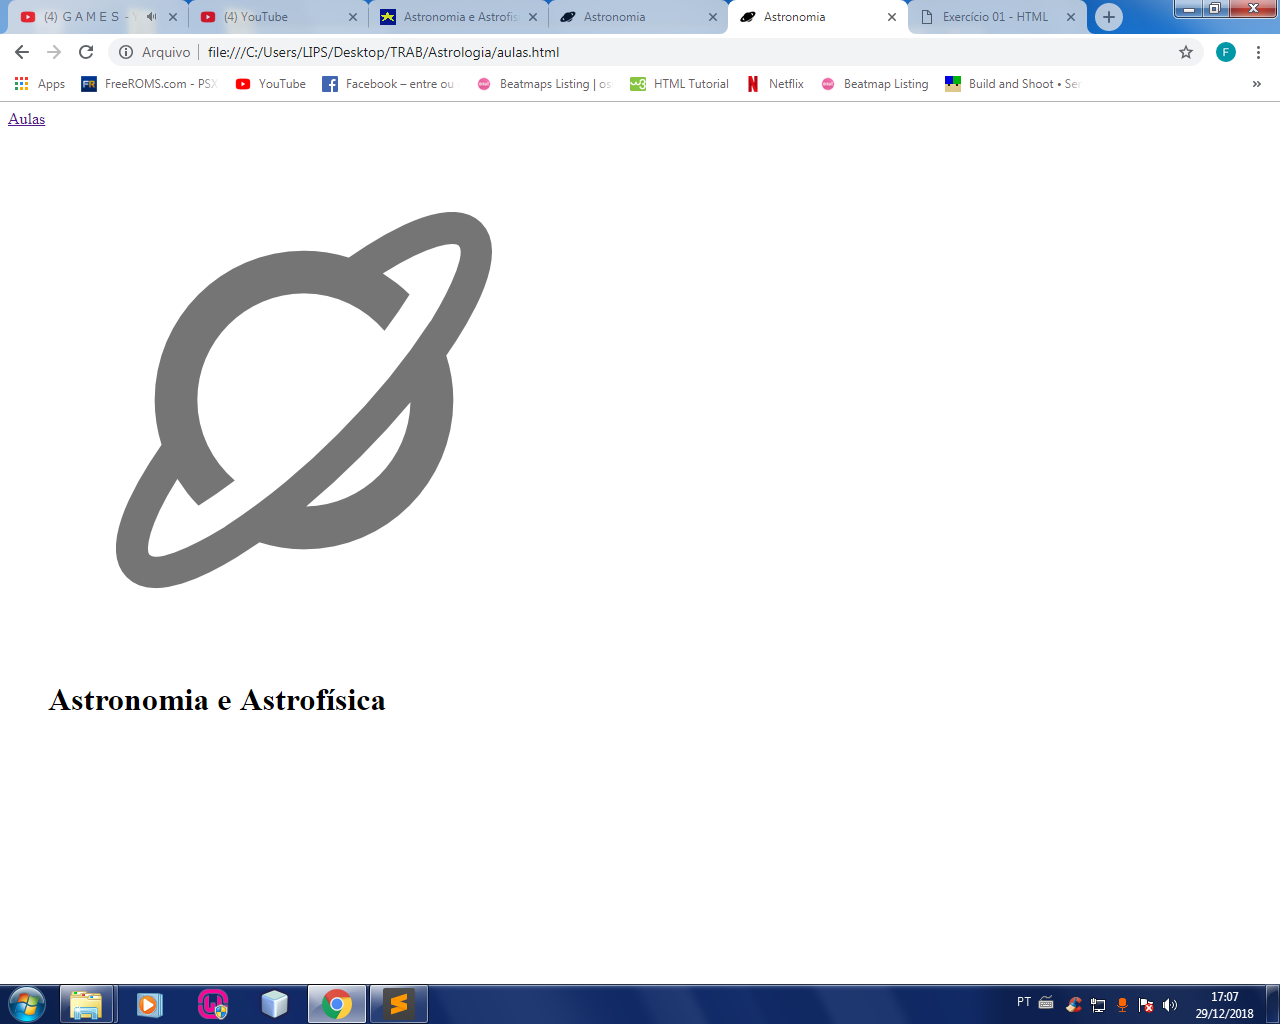 (4) G A M E S -
(4) YouTube
Astronomia e Astrofís
Astronomia
Astronomia
Exercício 01 - HTML
Arquivo
file:///C:/Users/LIPS/Desktop/TRAB/Astrologia/aulas.html
F
Apps
FR
FreeROMS.com - PSX
YouTube
Facebook – entre ou
Beatmaps Listing | os
HTML Tutorial
Netflix
Beatmap Listing
Build and Shoot • Ser
»
Aulas
Astronomia e Astrofísica
PT
17:07
29/12/2018